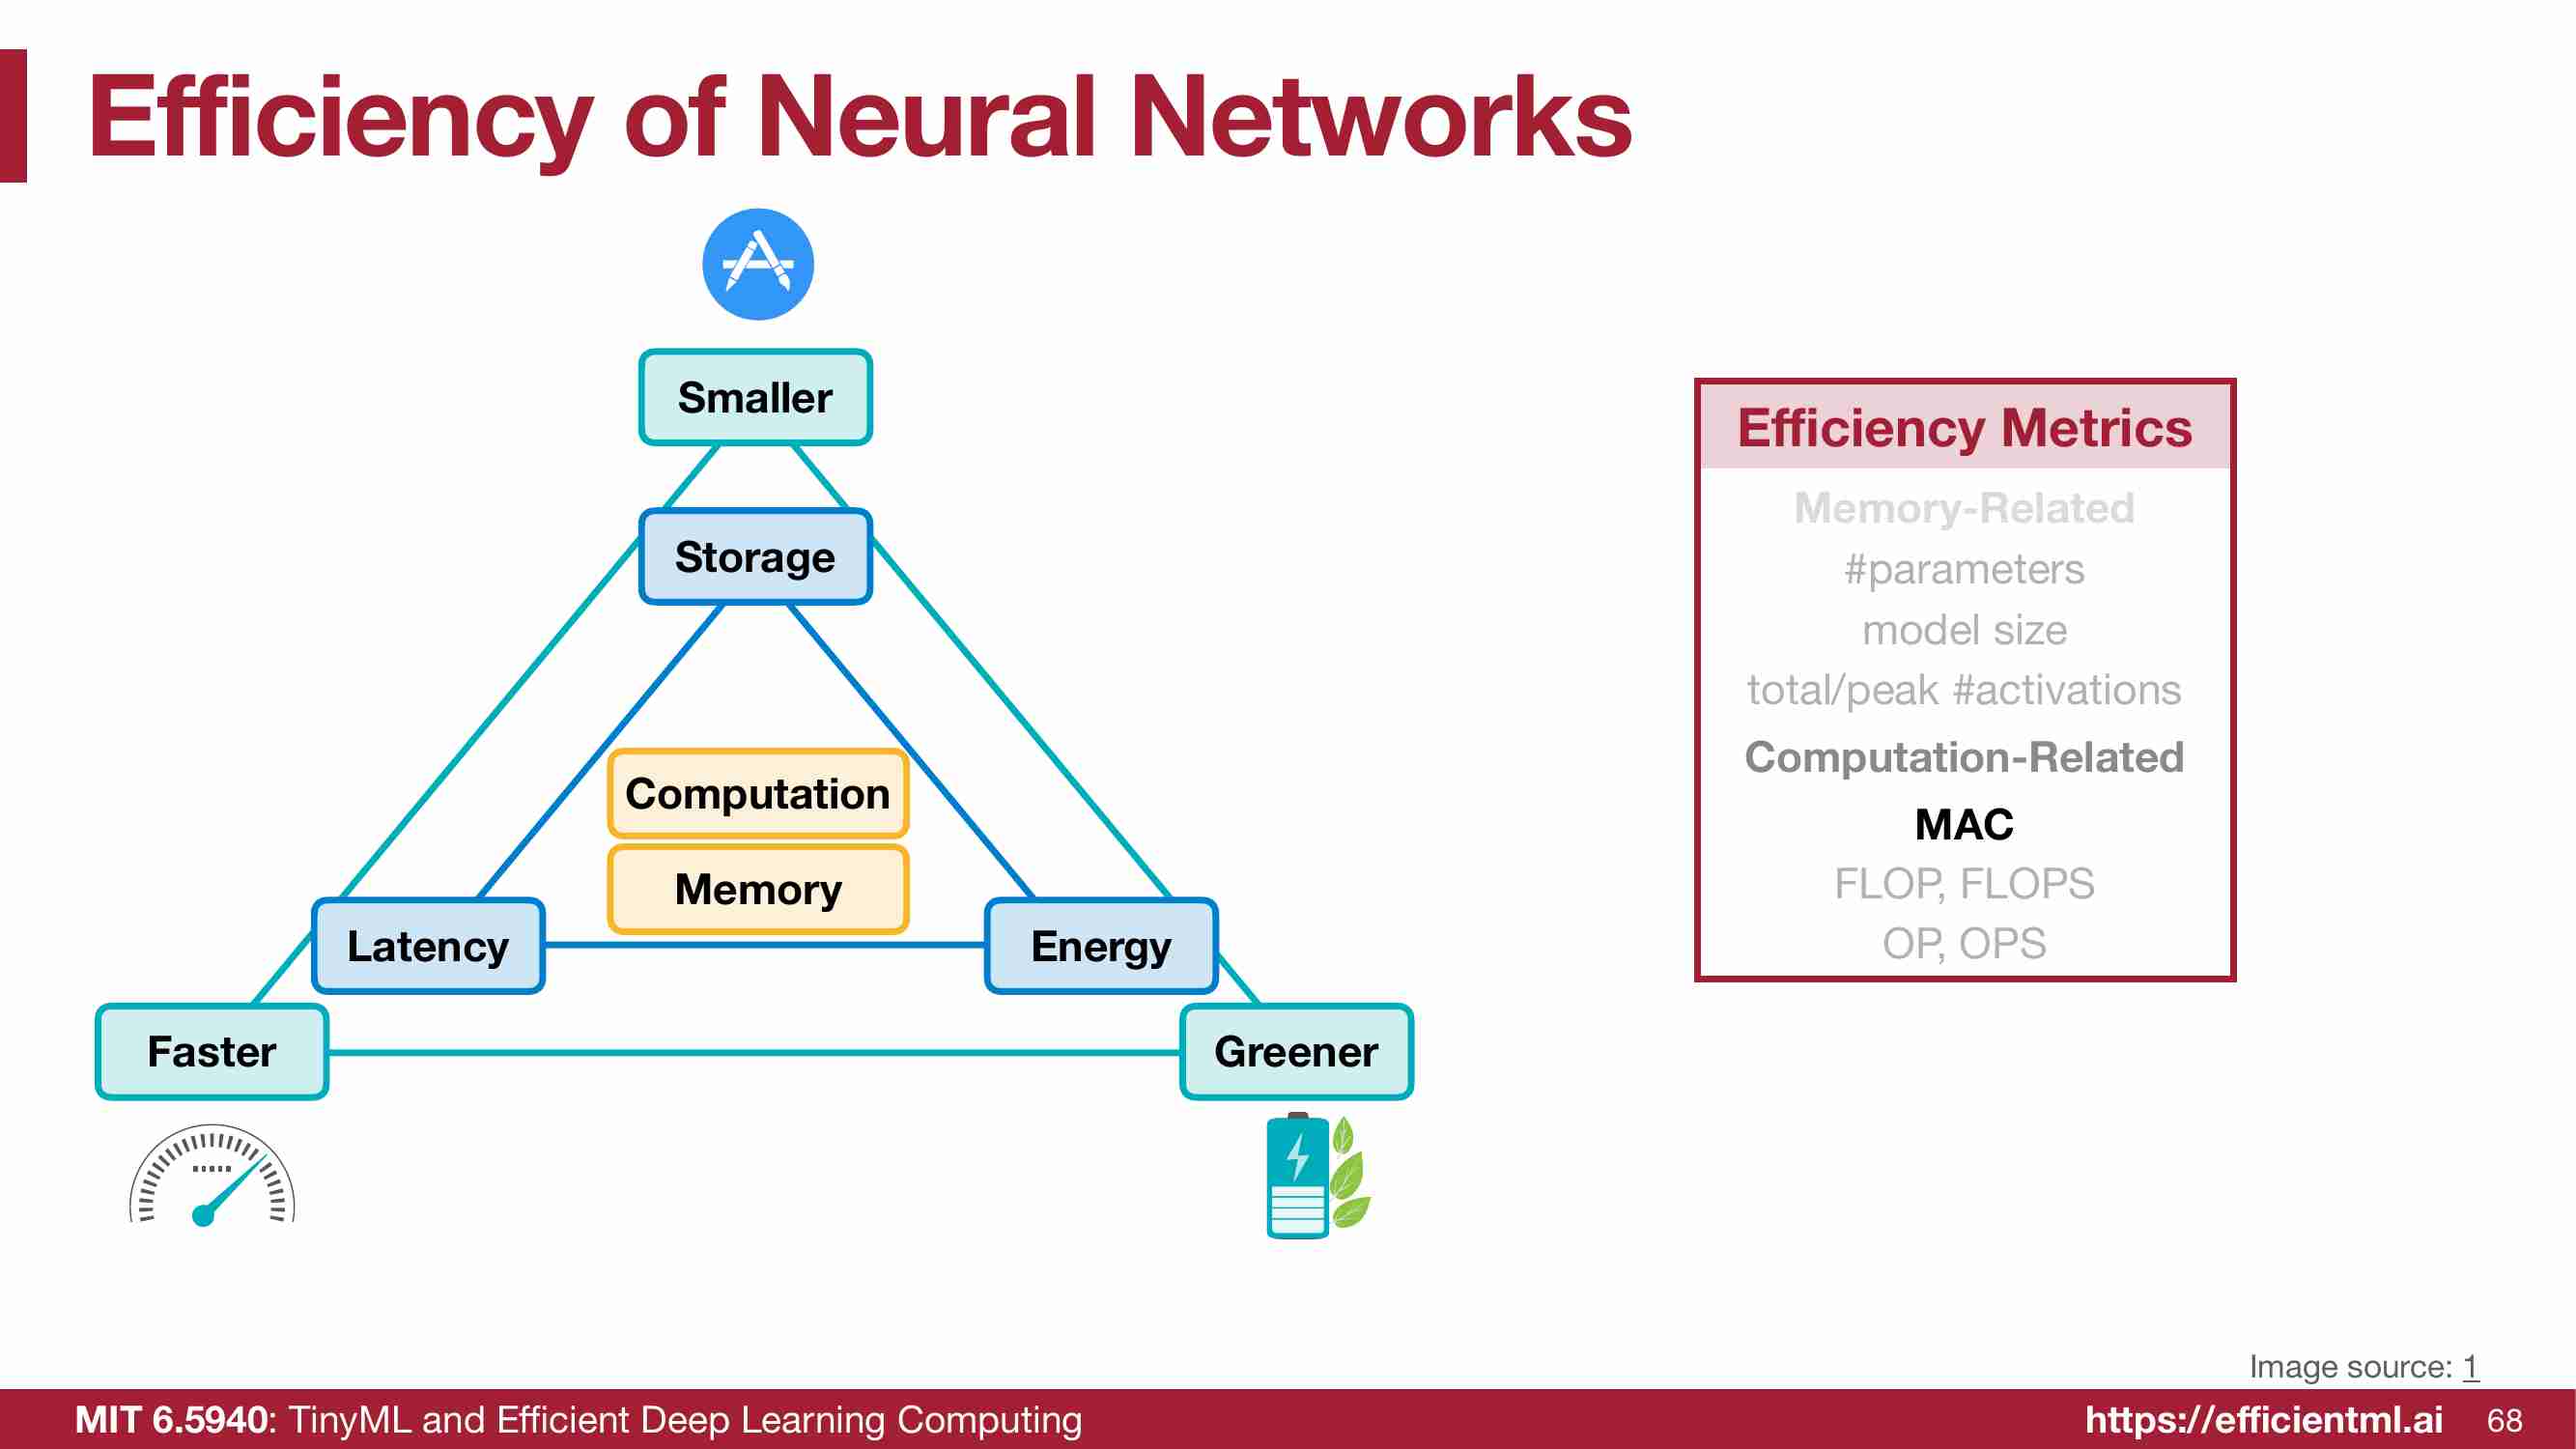 Efficiency of Neural Networks
Smaller
Storage
Computation
Memory
Latency
Energy
Faster
Greener
Efficiency Metrics
Memory-Related
#parameters
model size
total/peak #activations
Computation-Related
MAC
FLOP, FLOPS
OP, OPS
Image source: 1
MIT 6.5940: TinyML and Efficient Deep Learning Computing
https://efficientml.ai 68